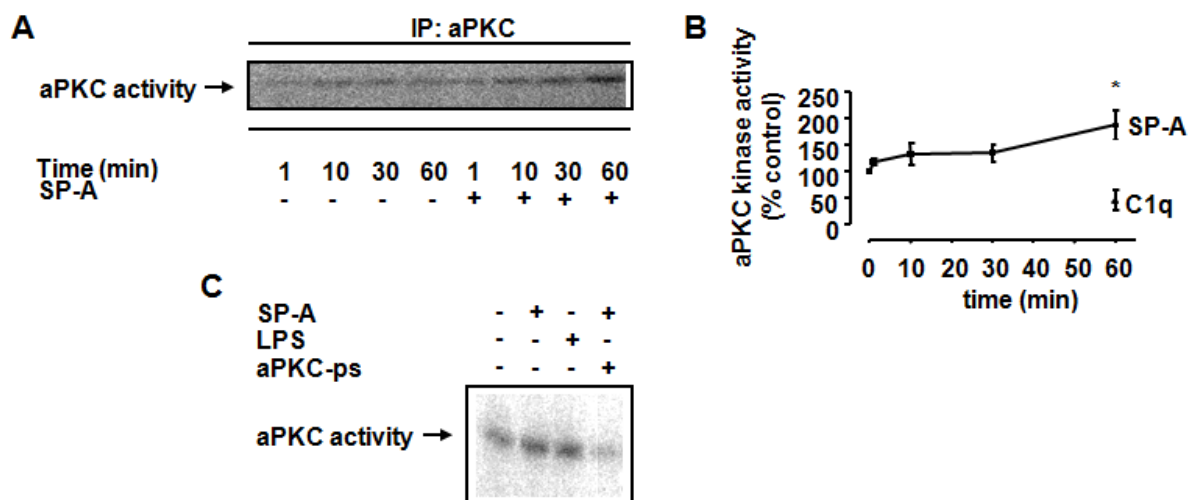 A
IP: aPKC
aPKC activity
Time (min) 1 10 30 60 1 10 30 60
SP-A - - - - + + + +
B
aPKC kinase activity
(% control)
250
200
150
100
50
0
*
SP-A
C1q
0 10 20 30 40 50 60
time (min)
C
SP-A - + - +
LPS - - + -
aPKC-ps - - - +
aPKC activity